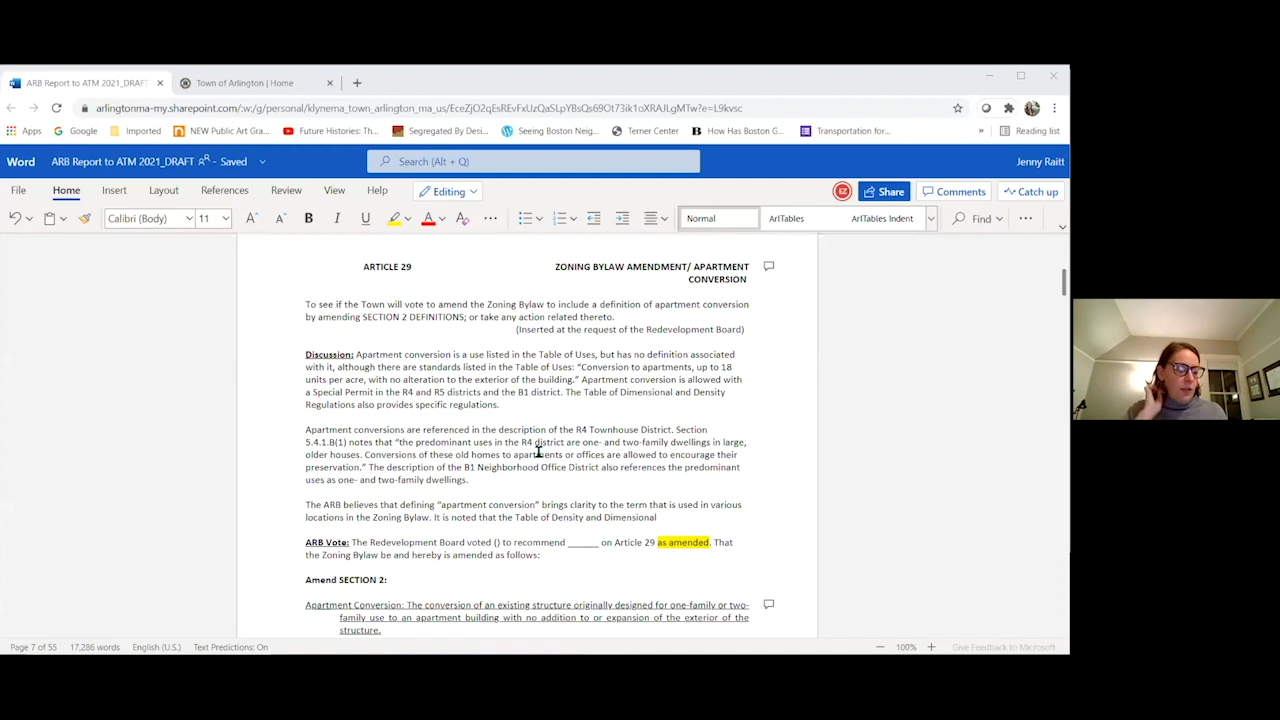 ARB Report to ATM 2021_DRAFT
Town of Arlington | Home
arlingtonma-my.sharepoint.com/:w:/g/personal/klynema_town_arlington_ma_us/EceZjO2qEsREvFxUzQaSLpYBsQs69Ot73ik1oXRAJLgMTw?e=L9kvsc
Apps Google Imported NEW Public Art Gra... Future Histories: Th... Segregated By Desi... Seeing Boston Neig... Terner Center How Has Boston G... Transportation for... » Reading list
Word ARB Report to ATM 2021_DRAFT - Saved Search (Alt + Q) Jenny Raitt
File Home Insert Layout References Review View Help Editing EZ Share Comments Catch up
Calibri (Body) 11 A A B I U A A Normal ArlTables ArlTables Indent Find
ARTICLE 29 ZONING BYLAW AMENDMENT/ APARTMENT
CONVERSION
To see if the Town will vote to amend the Zoning Bylaw to include a definition of apartment conversion
by amending SECTION 2 DEFINITIONS; or take any action related thereto.
(Inserted at the request of the Redevelopment Board)
Discussion: Apartment conversion is a use listed in the Table of Uses, but has no definition associated
with it, although there are standards listed in the Table of Uses: “Conversion to apartments, up to 18
units per acre, with no alteration to the exterior of the building.” Apartment conversion is allowed with
a Special Permit in the R4 and R5 districts and the B1 district. The Table of Dimensional and Density
Regulations also provides specific regulations.
Apartment conversions are referenced in the description of the R4 Townhouse District. Section
5.4.1.B(1) notes that “the predominant uses in the R4 district are one- and two-family dwellings in large,
older houses. Conversions of these old homes to apartments or offices are allowed to encourage their
preservation.” The description of the B1 Neighborhood Office District also references the predominant
uses as one- and two-family dwellings.
The ARB believes that defining “apartment conversion” brings clarity to the term that is used in various
locations in the Zoning Bylaw. It is noted that the Table of Density and Dimensional
ARB Vote: The Redevelopment Board voted () to recommend ______ on Article 29 as amended. That
the Zoning Bylaw be and hereby is amended as follows:
Amend SECTION 2:
Apartment Conversion: The conversion of an existing structure originally designed for one-family or two-
family use to an apartment building with no addition to or expansion of the exterior of the
structure.
Page 7 of 55 17,286 words English (U.S.) Text Predictions: On 100% Give Feedback to Microsoft